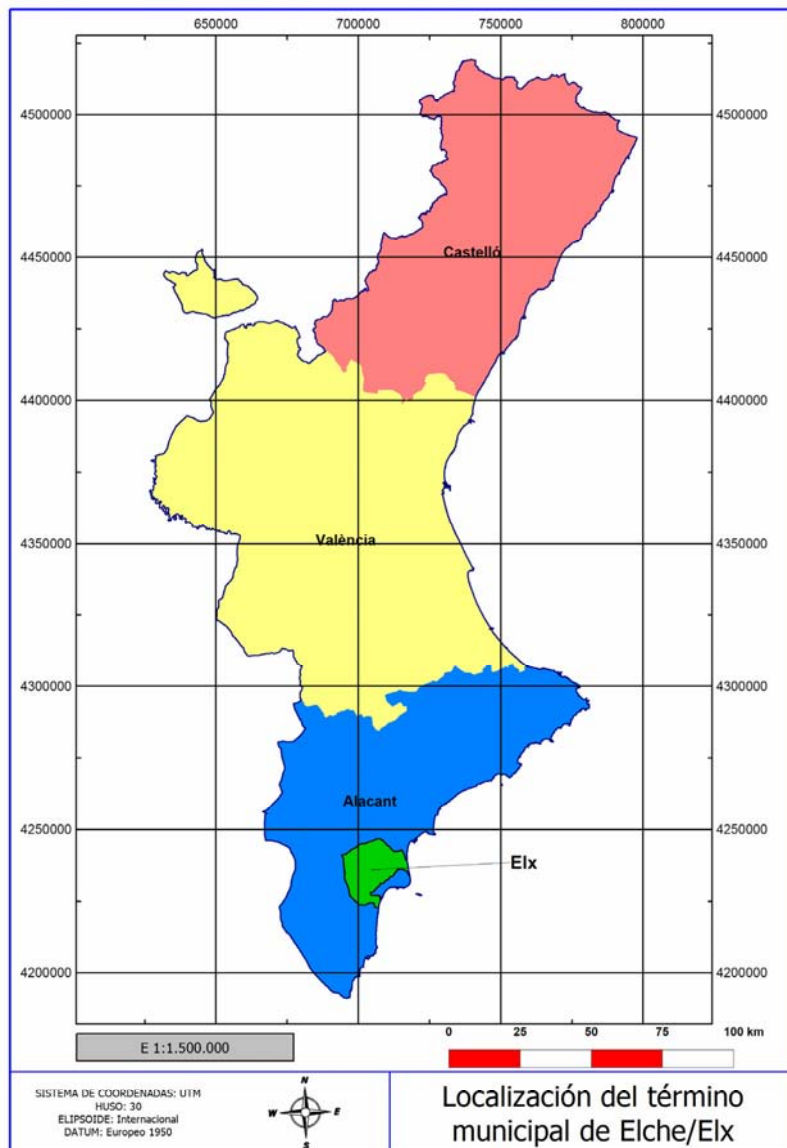 650000 700000 750000 800000
4500000 4500000
Castelló
4450000 4450000
4400000 4400000
València
4350000 4350000
4300000 4300000
Alacant
4250000 4250000
Elx
4200000 4200000
0 25 50 75 100 km
E 1:1.500.000
SISTEMA DE COORDENADAS: UTM
HUSO: 30
ELIPSOIDE: Internacional
DATUM: Europeo 1950
N
W E
S
Localización del término
municipal de Elche/Elx